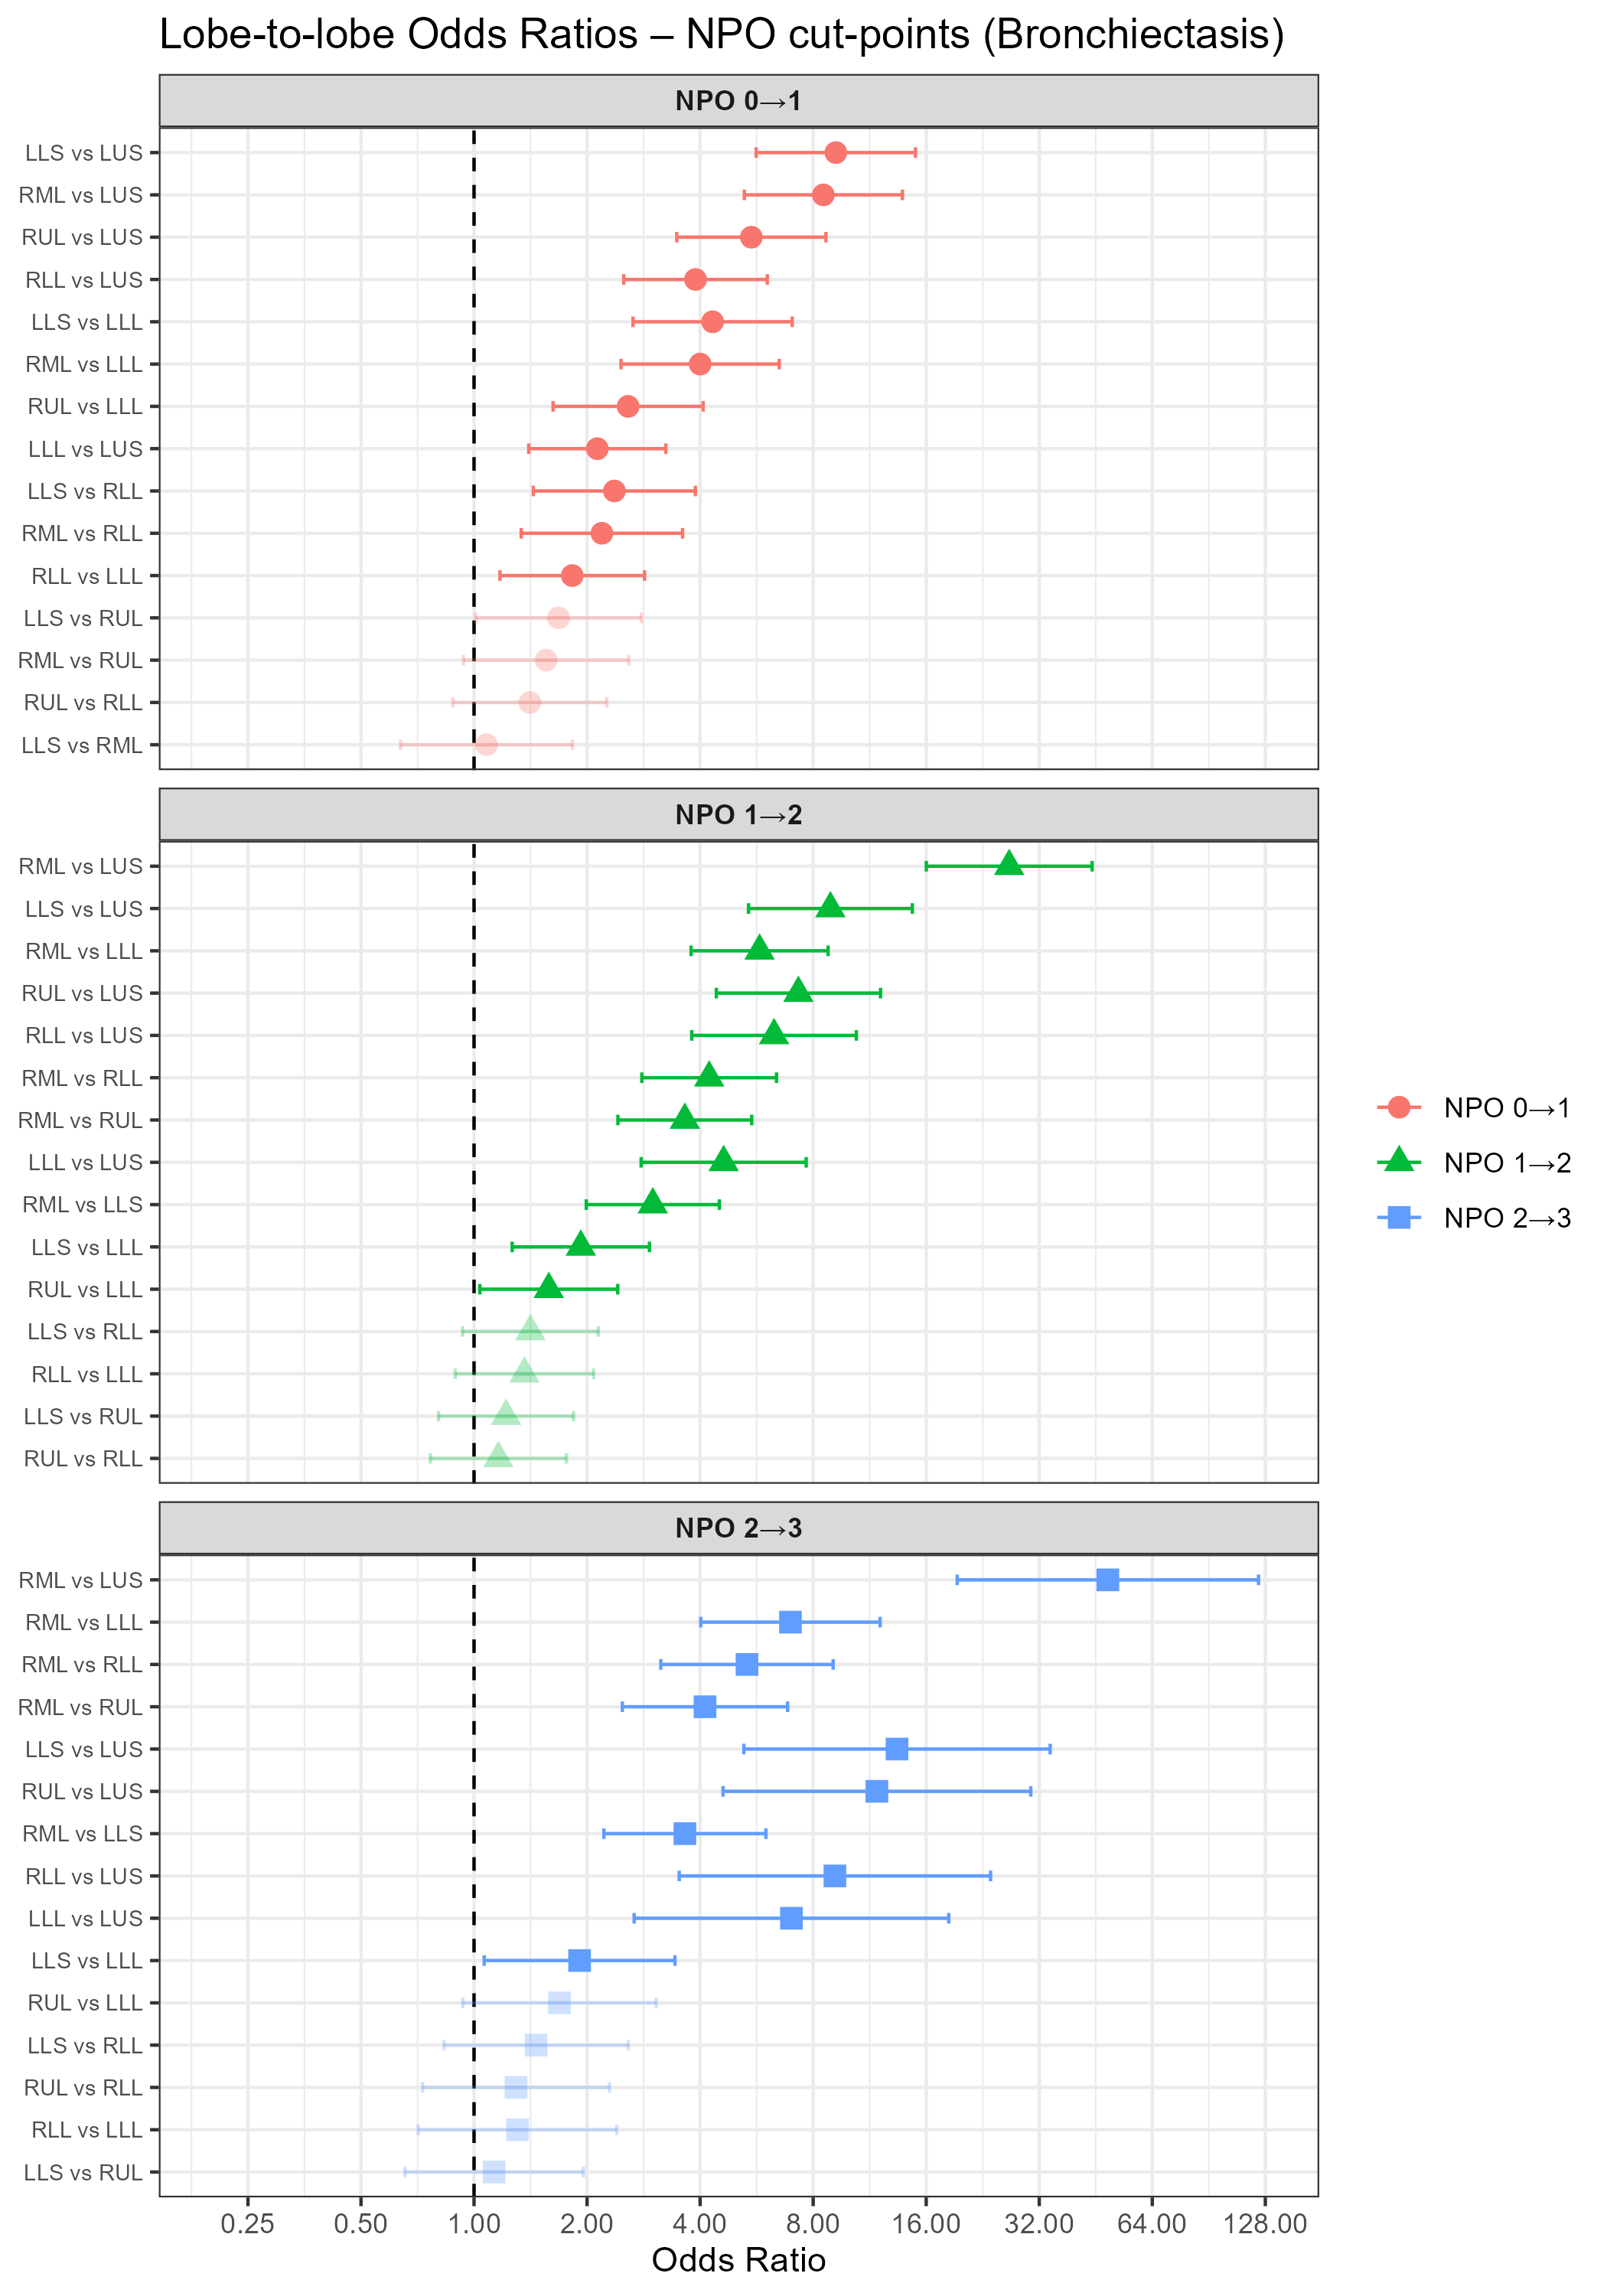 Lobe-to-lobe Odds Ratios – NPO cut-points (Bronchiectasis)
NPO 0→1
LLS vs LUS
RML vs LUS
RUL vs LUS
RLL vs LUS
LLS vs LLL
RML vs LLL
RUL vs LLL
LLL vs LUS
LLS vs RLL
RML vs RLL
RLL vs LLL
LLS vs RUL
RML vs RUL
RUL vs RLL
LLS vs RML
NPO 1→2
RML vs LUS
LLS vs LUS
RML vs LLL
RUL vs LUS
RLL vs LUS
RML vs RLL
RML vs RUL
LLL vs LUS
RML vs LLS
LLS vs LLL
RUL vs LLL
LLS vs RLL
RLL vs LLL
LLS vs RUL
RUL vs RLL
NPO 2→3
RML vs LUS
RML vs LLL
RML vs RLL
RML vs RUL
LLS vs LUS
RUL vs LUS
RML vs LLS
RLL vs LUS
LLL vs LUS
LLS vs LLL
RUL vs LLL
LLS vs RLL
RUL vs RLL
RLL vs LLL
LLS vs RUL
0.25 0.50 1.00 2.00 4.00 8.00 16.00 32.00 64.00 128.00
Odds Ratio
NPO 0→1
NPO 1→2
NPO 2→3